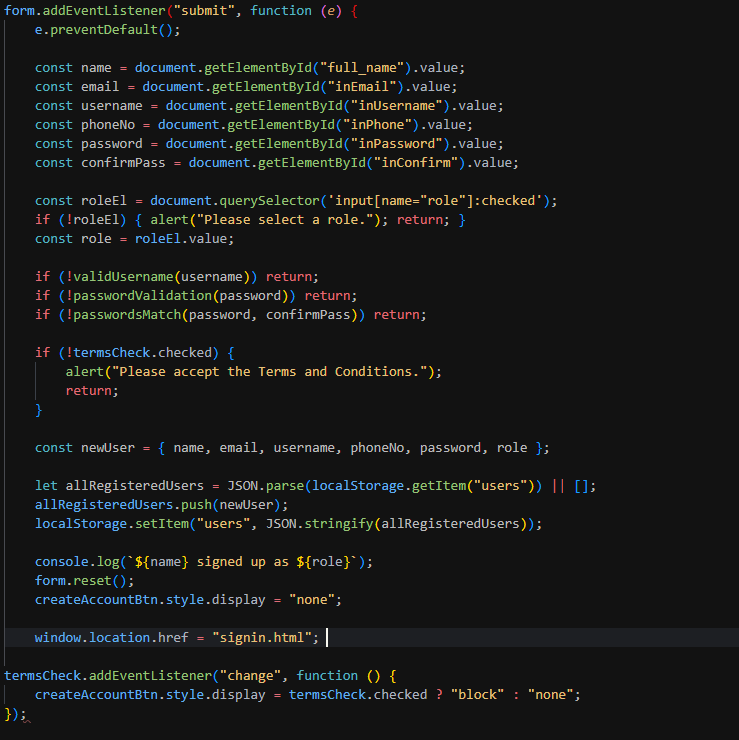 form.addEventListener("submit", function (e) {
e.preventDefault();
const name = document.getElementById("full_name").value;
const email = document.getElementById("inEmail").value;
const username = document.getElementById("inUsername").value;
const phoneNo = document.getElementById("inPhone").value;
const password = document.getElementById("inPassword").value;
const confirmPass = document.getElementById("inConfirm").value;
const roleEl = document.querySelector('input[name="role"]:checked');
if (!roleEl) { alert("Please select a role."); return; }
const role = roleEl.value;
if (!validUsername(username)) return;
if (!passwordValidation(password)) return;
if (!passwordsMatch(password, confirmPass)) return;
if (!termsCheck.checked) {
alert("Please accept the Terms and Conditions.");
return;
}
const newUser = { name, email, username, phoneNo, password, role };
let allRegisteredUsers = JSON.parse(localStorage.getItem("users")) || [];
allRegisteredUsers.push(newUser);
localStorage.setItem("users", JSON.stringify(allRegisteredUsers));
console.log(`${name} signed up as ${role}`);
form.reset();
createAccountBtn.style.display = "none";
window.location.href = "signin.html";
termsCheck.addEventListener("change", function () {
createAccountBtn.style.display = termsCheck.checked ? "block" : "none";
});